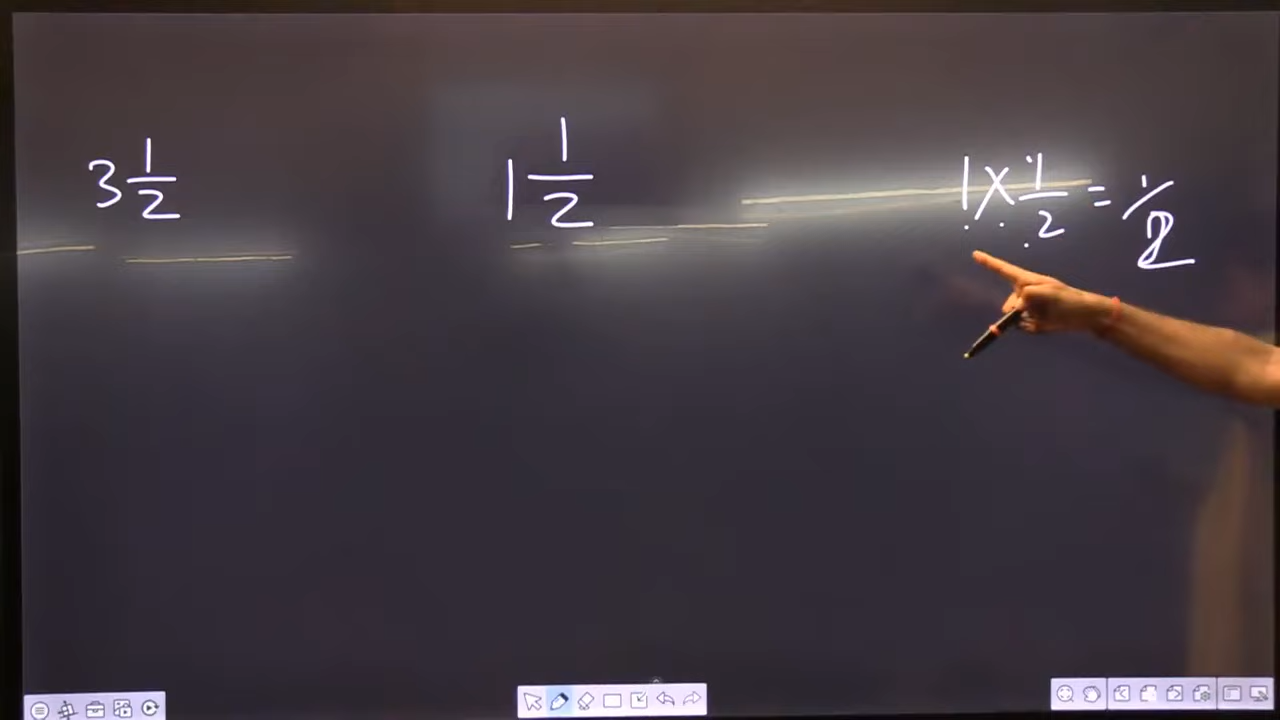 3 1/2
1 1/2
1 X 1/2 = 1/2